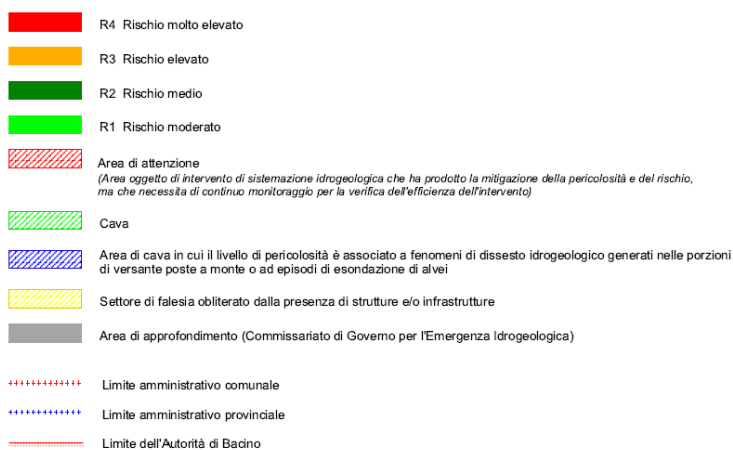 R4 Rischio molto elevato
R3 Rischio elevato
R2 Rischio medio
R1 Rischio moderato
Area di attenzione
(Area oggetto di intervento di sistemazione idrogeologica che ha prodotto la mitigazione della pericolosità e del rischio,
ma che necessita di continuo monitoraggio per la verifica dell'efficienza dell'intervento)
Cava
Area di cava in cui il livello di pericolosità è associato a fenomeni di dissesto idrogeologico generati nelle porzioni
di versante poste a monte o ad episodi di esondazione di alvei
Settore di falesia obliterato dalla presenza di strutture e/o infrastrutture
Area di approfondimento (Commissariato di Governo per l'Emergenza Idrogeologica)
Limite amministrativo comunale
Limite amministrativo provinciale
Limite dell'Autorità di Bacino